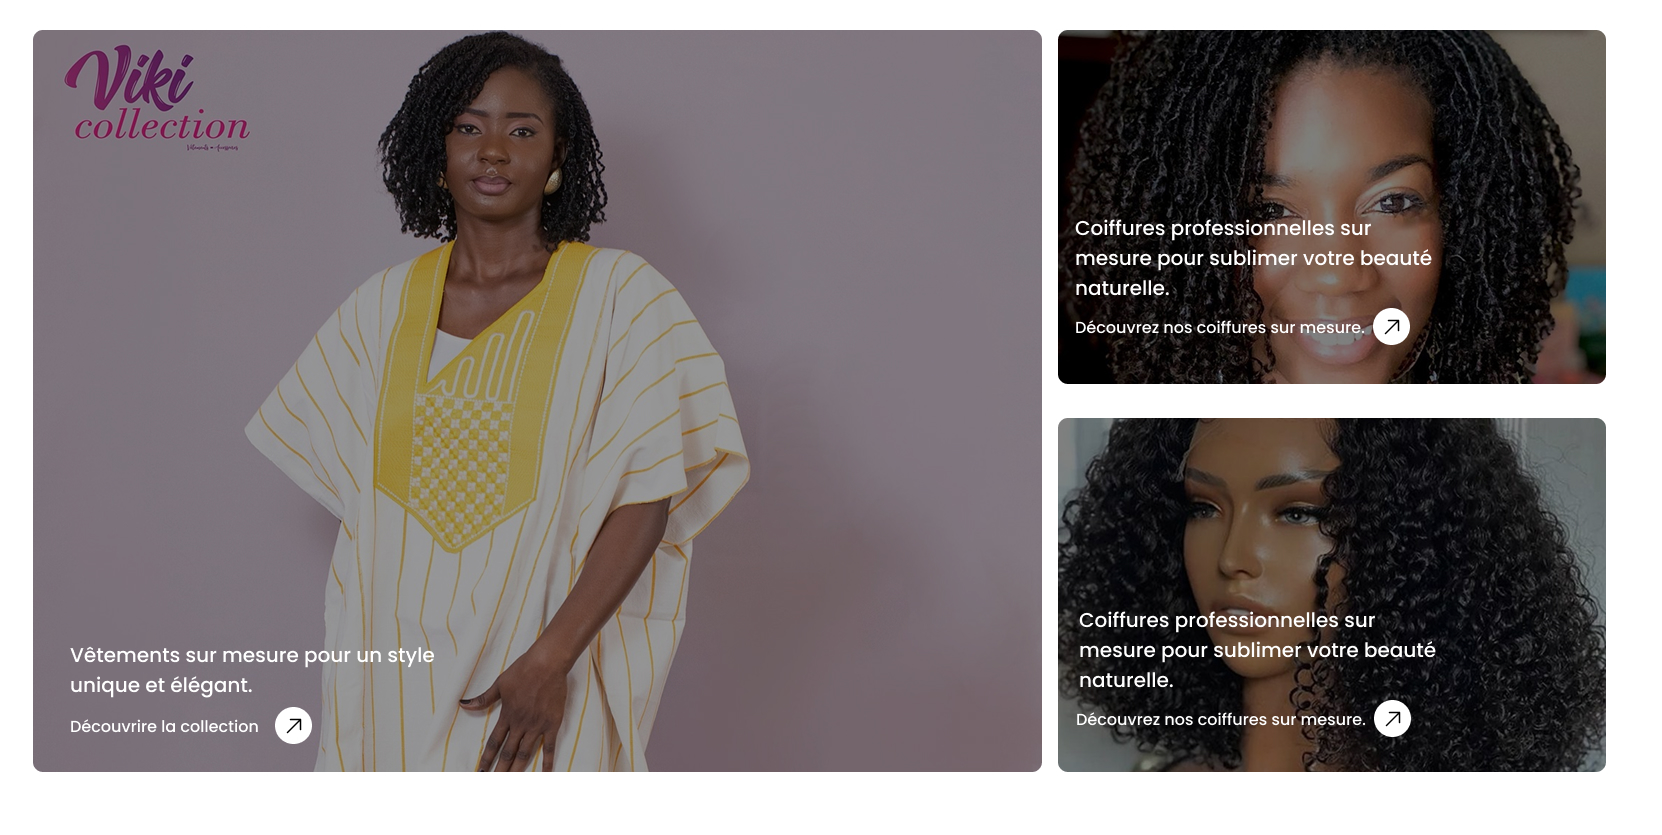 Viki
collection
Vêtements sur mesure pour un style
unique et élégant.
Découvrire la collection
Coiffures professionnelles sur
mesure pour sublimer votre beauté
naturelle.
Découvrez nos coiffures sur mesure.
Coiffures professionnelles sur
mesure pour sublimer votre beauté
naturelle.
Découvrez nos coiffures sur mesure.